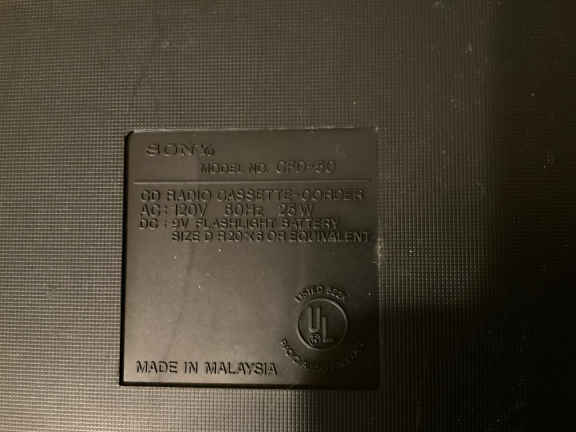 SONY
MODEL NO. CFD-50
CD RADIO CASSETTE-CORDER
AC : 120V 60Hz 25W
DC : 9V FLASHLIGHT BATTERY
SIZE D R20 X 6 OR EQUIVALENT
LISTED
UL
MADE IN MALAYSIA